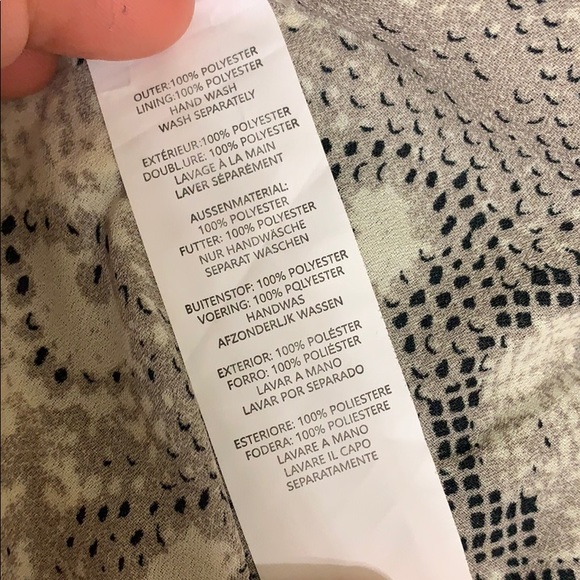 OUTER:100% POLYESTER
LINING:100% POLYESTER
HAND WASH
WASH SEPARATELY
EXTÉRIEUR:100% POLYESTER
DOUBLURE: 100% POLYESTER
LAVAGE À LA MAIN
LAVER SÉPARÉMENT
AUSSENMATERIAL:
100% POLYESTER
FUTTER: 100% POLYESTER
NUR HANDWÄSCHE
SEPARAT WASCHEN
BUITENSTOF: 100% POLYESTER
VOERING: 100% PQLYESTER
HANDWAS
AFZONDERLIJK WASSEN
EXTERIOR: 100% POLÉSTER
FORRO: 100% POLIÉSTER
LAVAR A MANO
LAVAR POR SEPARADO
ESTERIORE: 100% POLIESTERE
FODERA: 100% POLIESTERE
LAVARE A MANO
LAVARE IL CAPO
SEPARATAMENTE